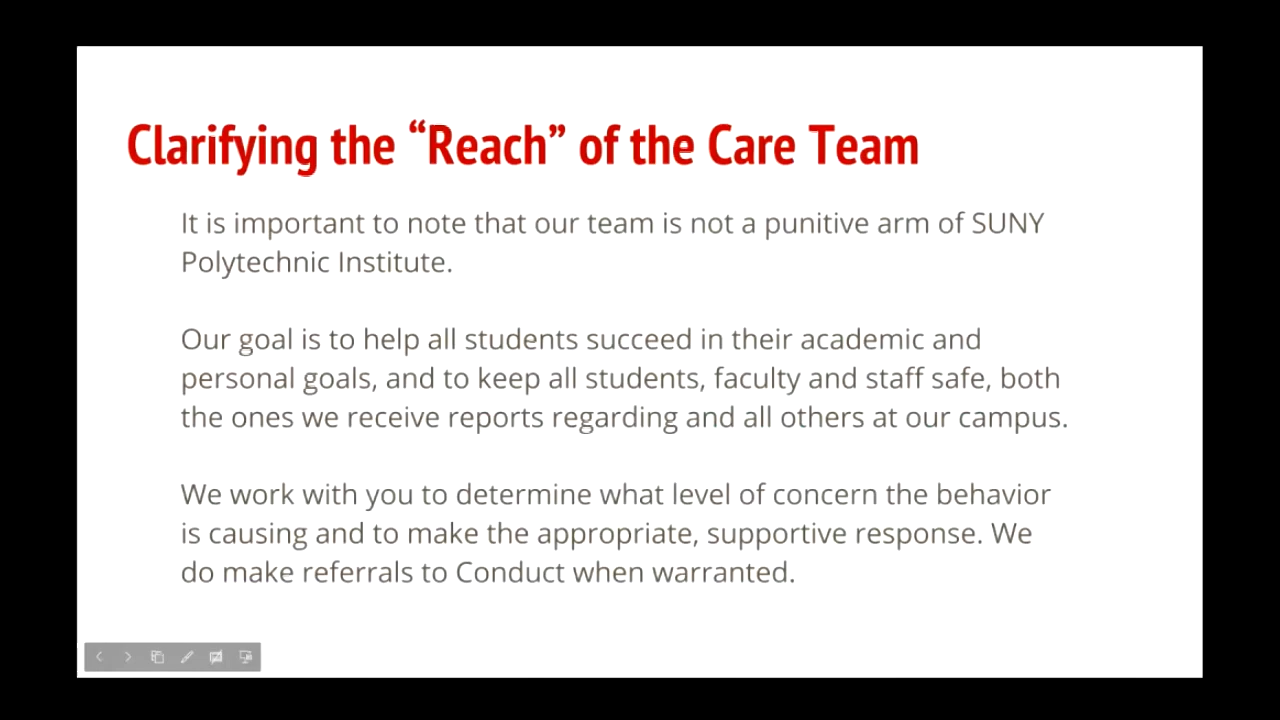 Clarifying the “Reach” of the Care Team
It is important to note that our team is not a punitive arm of SUNY
Polytechnic Institute.
Our goal is to help all students succeed in their academic and
personal goals, and to keep all students, faculty and staff safe, both
the ones we receive reports regarding and all others at our campus.
We work with you to determine what level of concern the behavior
is causing and to make the appropriate, supportive response. We
do make referrals to Conduct when warranted.